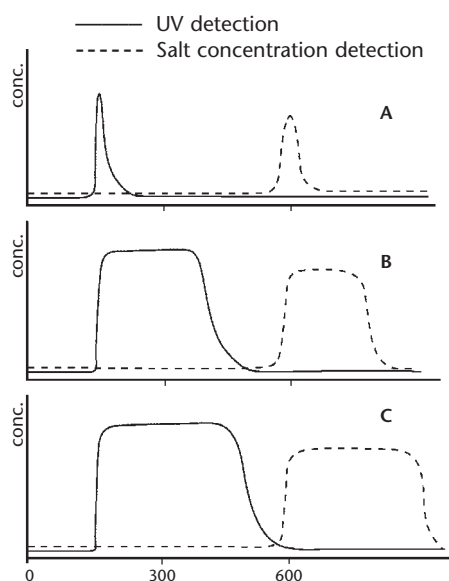 UV detection
Salt concentration detection
conc.
A
conc.
B
conc.
C
0 300 600